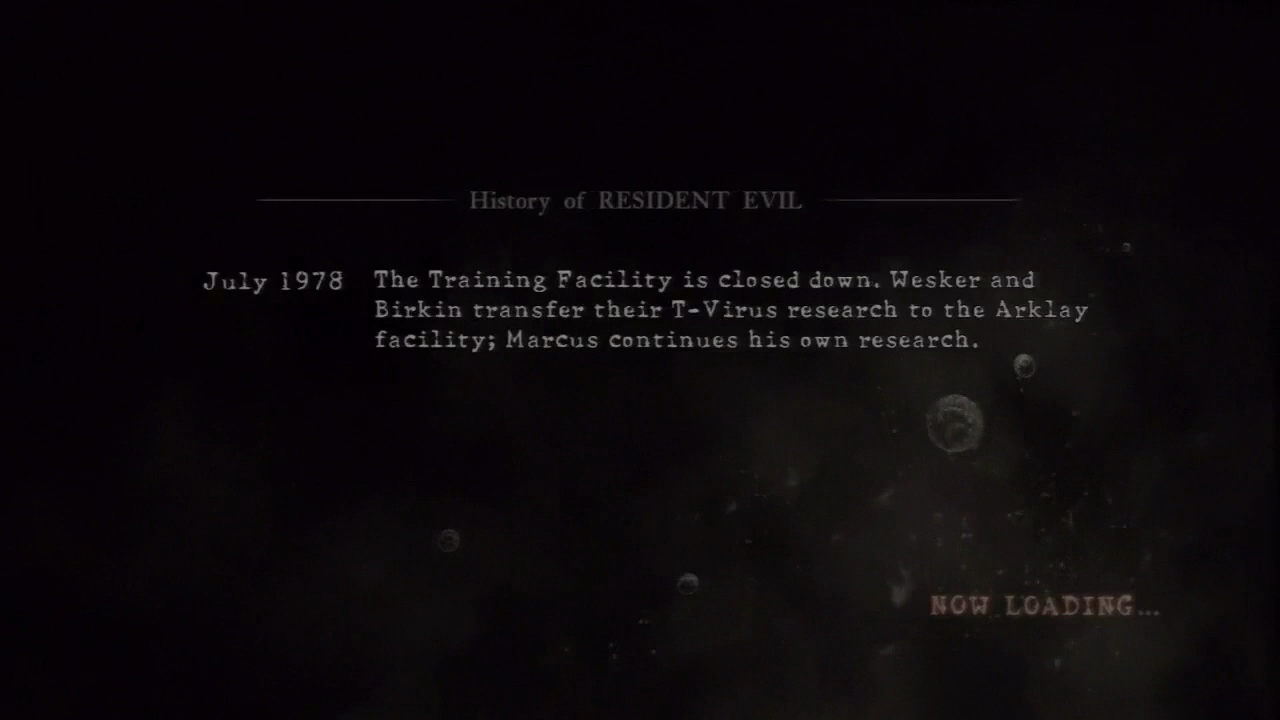 History of RESIDENT EVIL
July 1978 The Training Facility is closed down. Wesker and
Birkin transfer their T-Virus research to the Arklay
facility; Marcus continues his own research.
NOW LOADING...